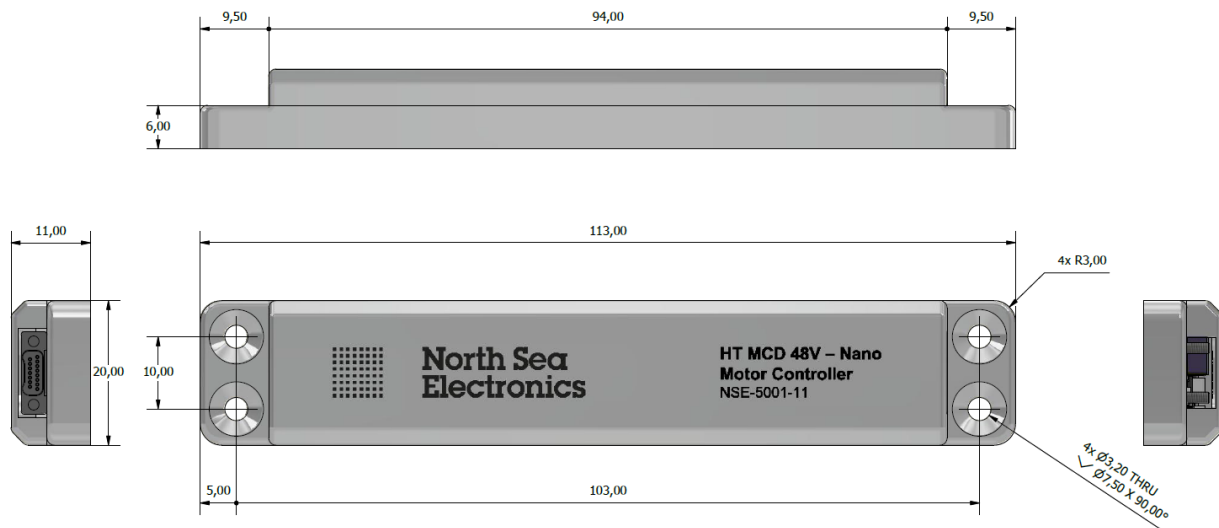 9,50
94,00
9,50
6,00
11,00
113,00
4x R3,00
20,00
10,00
North Sea
Electronics
HT MCD 48V – Nano
Motor Controller
NSE-5001-11
5,00
103,00
4x Ø3,20 THRU
⌵ Ø7,50 X 90,00°